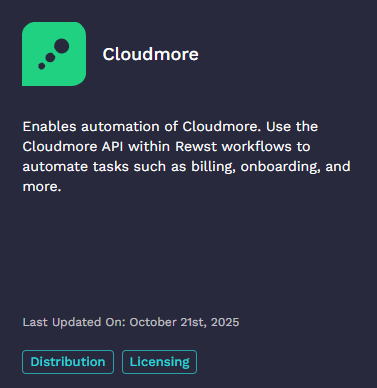 Cloudmore
Enables automation of Cloudmore. Use the
Cloudmore API within Rewst workflows to
automate tasks such as billing, onboarding, and
more.
Last Updated On: October 21st, 2025
Distribution
Licensing